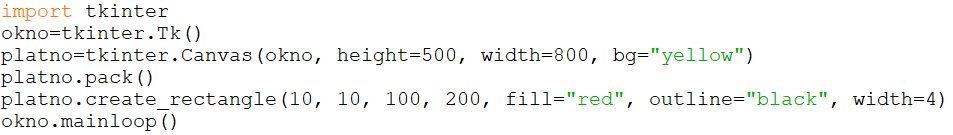 import tkinter
okno=tkinter.Tk()
platno=tkinter.Canvas(okno, height=500, width=800, bg="yellow")
platno.pack()
platno.create_rectangle(10, 10, 100, 200, fill="red", outline="black", width=4)
okno.mainloop()